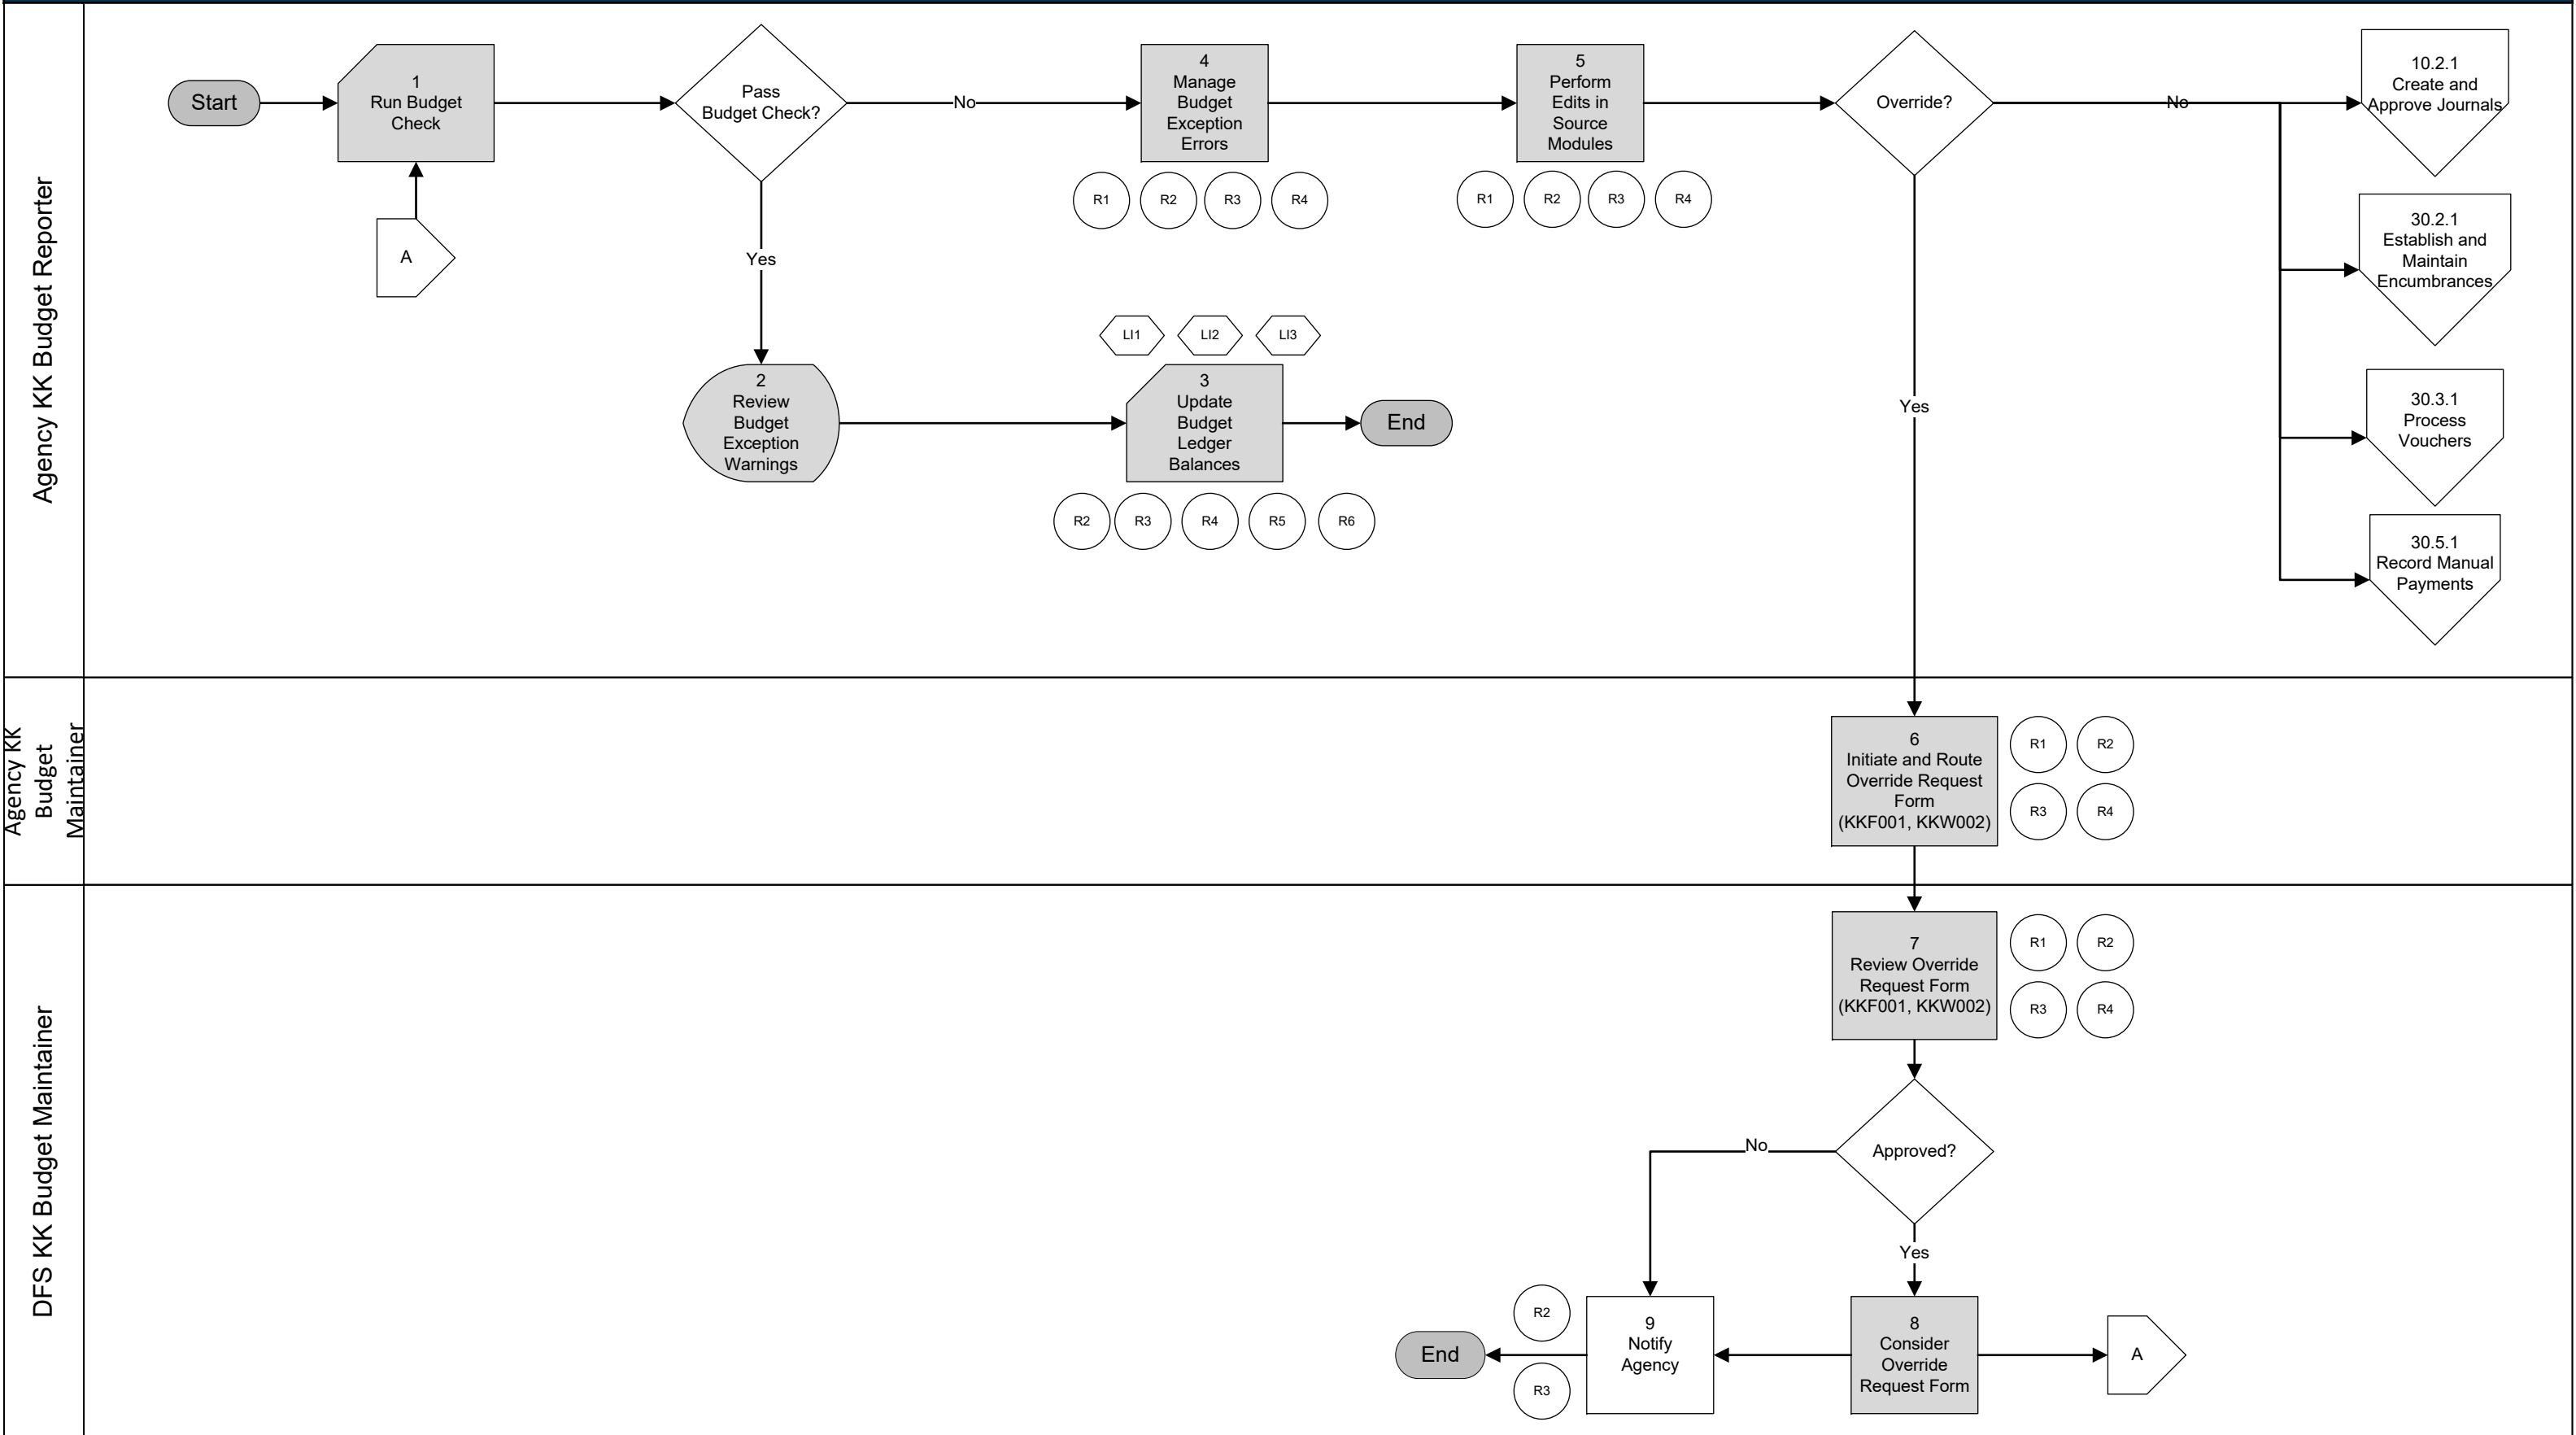 Agency KK Budget Reporter
Start
1
Run Budget
Check
A
Pass
Budget Check?
No
Yes
4
Manage
Budget
Exception
Errors
R1
R2
R3
R4
5
Perform
Edits in
Source
Modules
R1
R2
R3
R4
Override?
No
Yes
10.2.1
Create and
Approve Journals
30.2.1
Establish and
Maintain
Encumbrances
30.3.1
Process
Vouchers
30.5.1
Record Manual
Payments
2
Review
Budget
Exception
Warnings
LI1
LI2
LI3
3
Update
Budget
Ledger
Balances
End
R2
R3
R4
R5
R6
Agency KK
Budget
Maintainer
6
Initiate and Route
Override Request
Form
(KKF001, KKW002)
R1
R2
R3
R4
DFS KK Budget Maintainer
7
Review Override
Request Form
(KKF001, KKW002)
R1
R2
R3
R4
Approved?
No
Yes
8
Consider
Override
Request Form
A
9
Notify
Agency
R2
R3
End